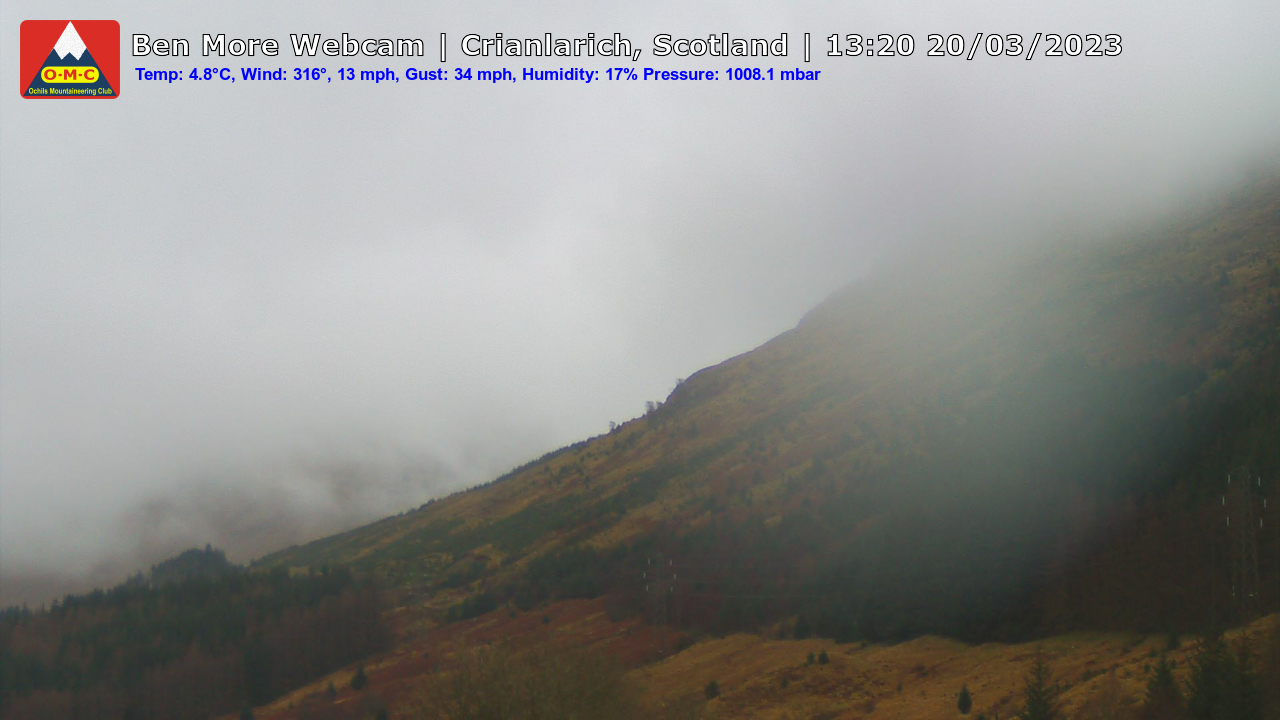 Ben More Webcam | Crianlarich, Scotland | 13:20 20/03/2023
Temp: 4.8°C, Wind: 316°, 13 mph, Gust: 34 mph, Humidity: 17% Pressure: 1008.1 mbar
O-M-C
Ochils Mountaineering Club